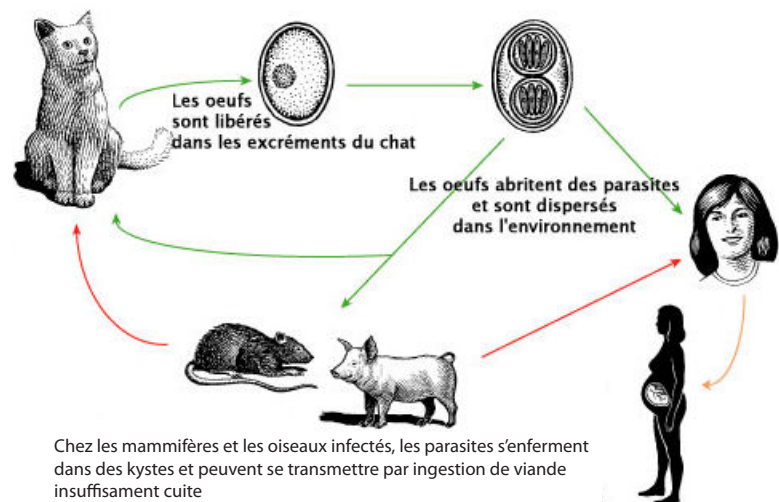 Les oeufs
sont libérés
dans les excréments du chat
Les oeufs abritent des parasites
et sont dispersés
dans l'environnement
Chez les mammifères et les oiseaux infectés, les parasites s’enferment
dans des kystes et peuvent se transmettre par ingestion de viande
insuffisament cuite